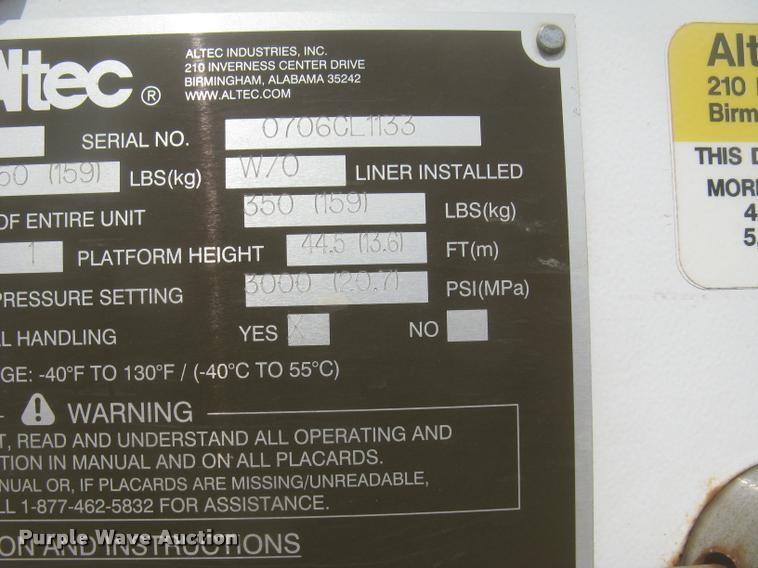 Altec ®
ALTEC INDUSTRIES, INC.
210 INVERNESS CENTER DRIVE
BIRMINGHAM, ALABAMA 35242
WWW.ALTEC.COM
SERIAL NO. 0706CL1133
50 (159) LBS(kg) W/O LINER INSTALLED
OF ENTIRE UNIT 350 (159) LBS(kg)
1 PLATFORM HEIGHT 44.5 (13.6) FT(m)
PRESSURE SETTING 3000 (20.7) PSI(MPa)
L HANDLING YES X NO
GE: -40°F TO 130°F / (-40°C TO 55°C)
WARNING
T, READ AND UNDERSTAND ALL OPERATING AND
TION IN MANUAL AND ON ALL PLACARDS.
NUAL OR, IF PLACARDS ARE MISSING/UNREADABLE,
LL 1-877-462-5832 FOR ASSISTANCE.
ON AND INSTRUCTIONS
Alt
210 I
Birm
THIS D
MORE
4
5,
Purple Wave Auction